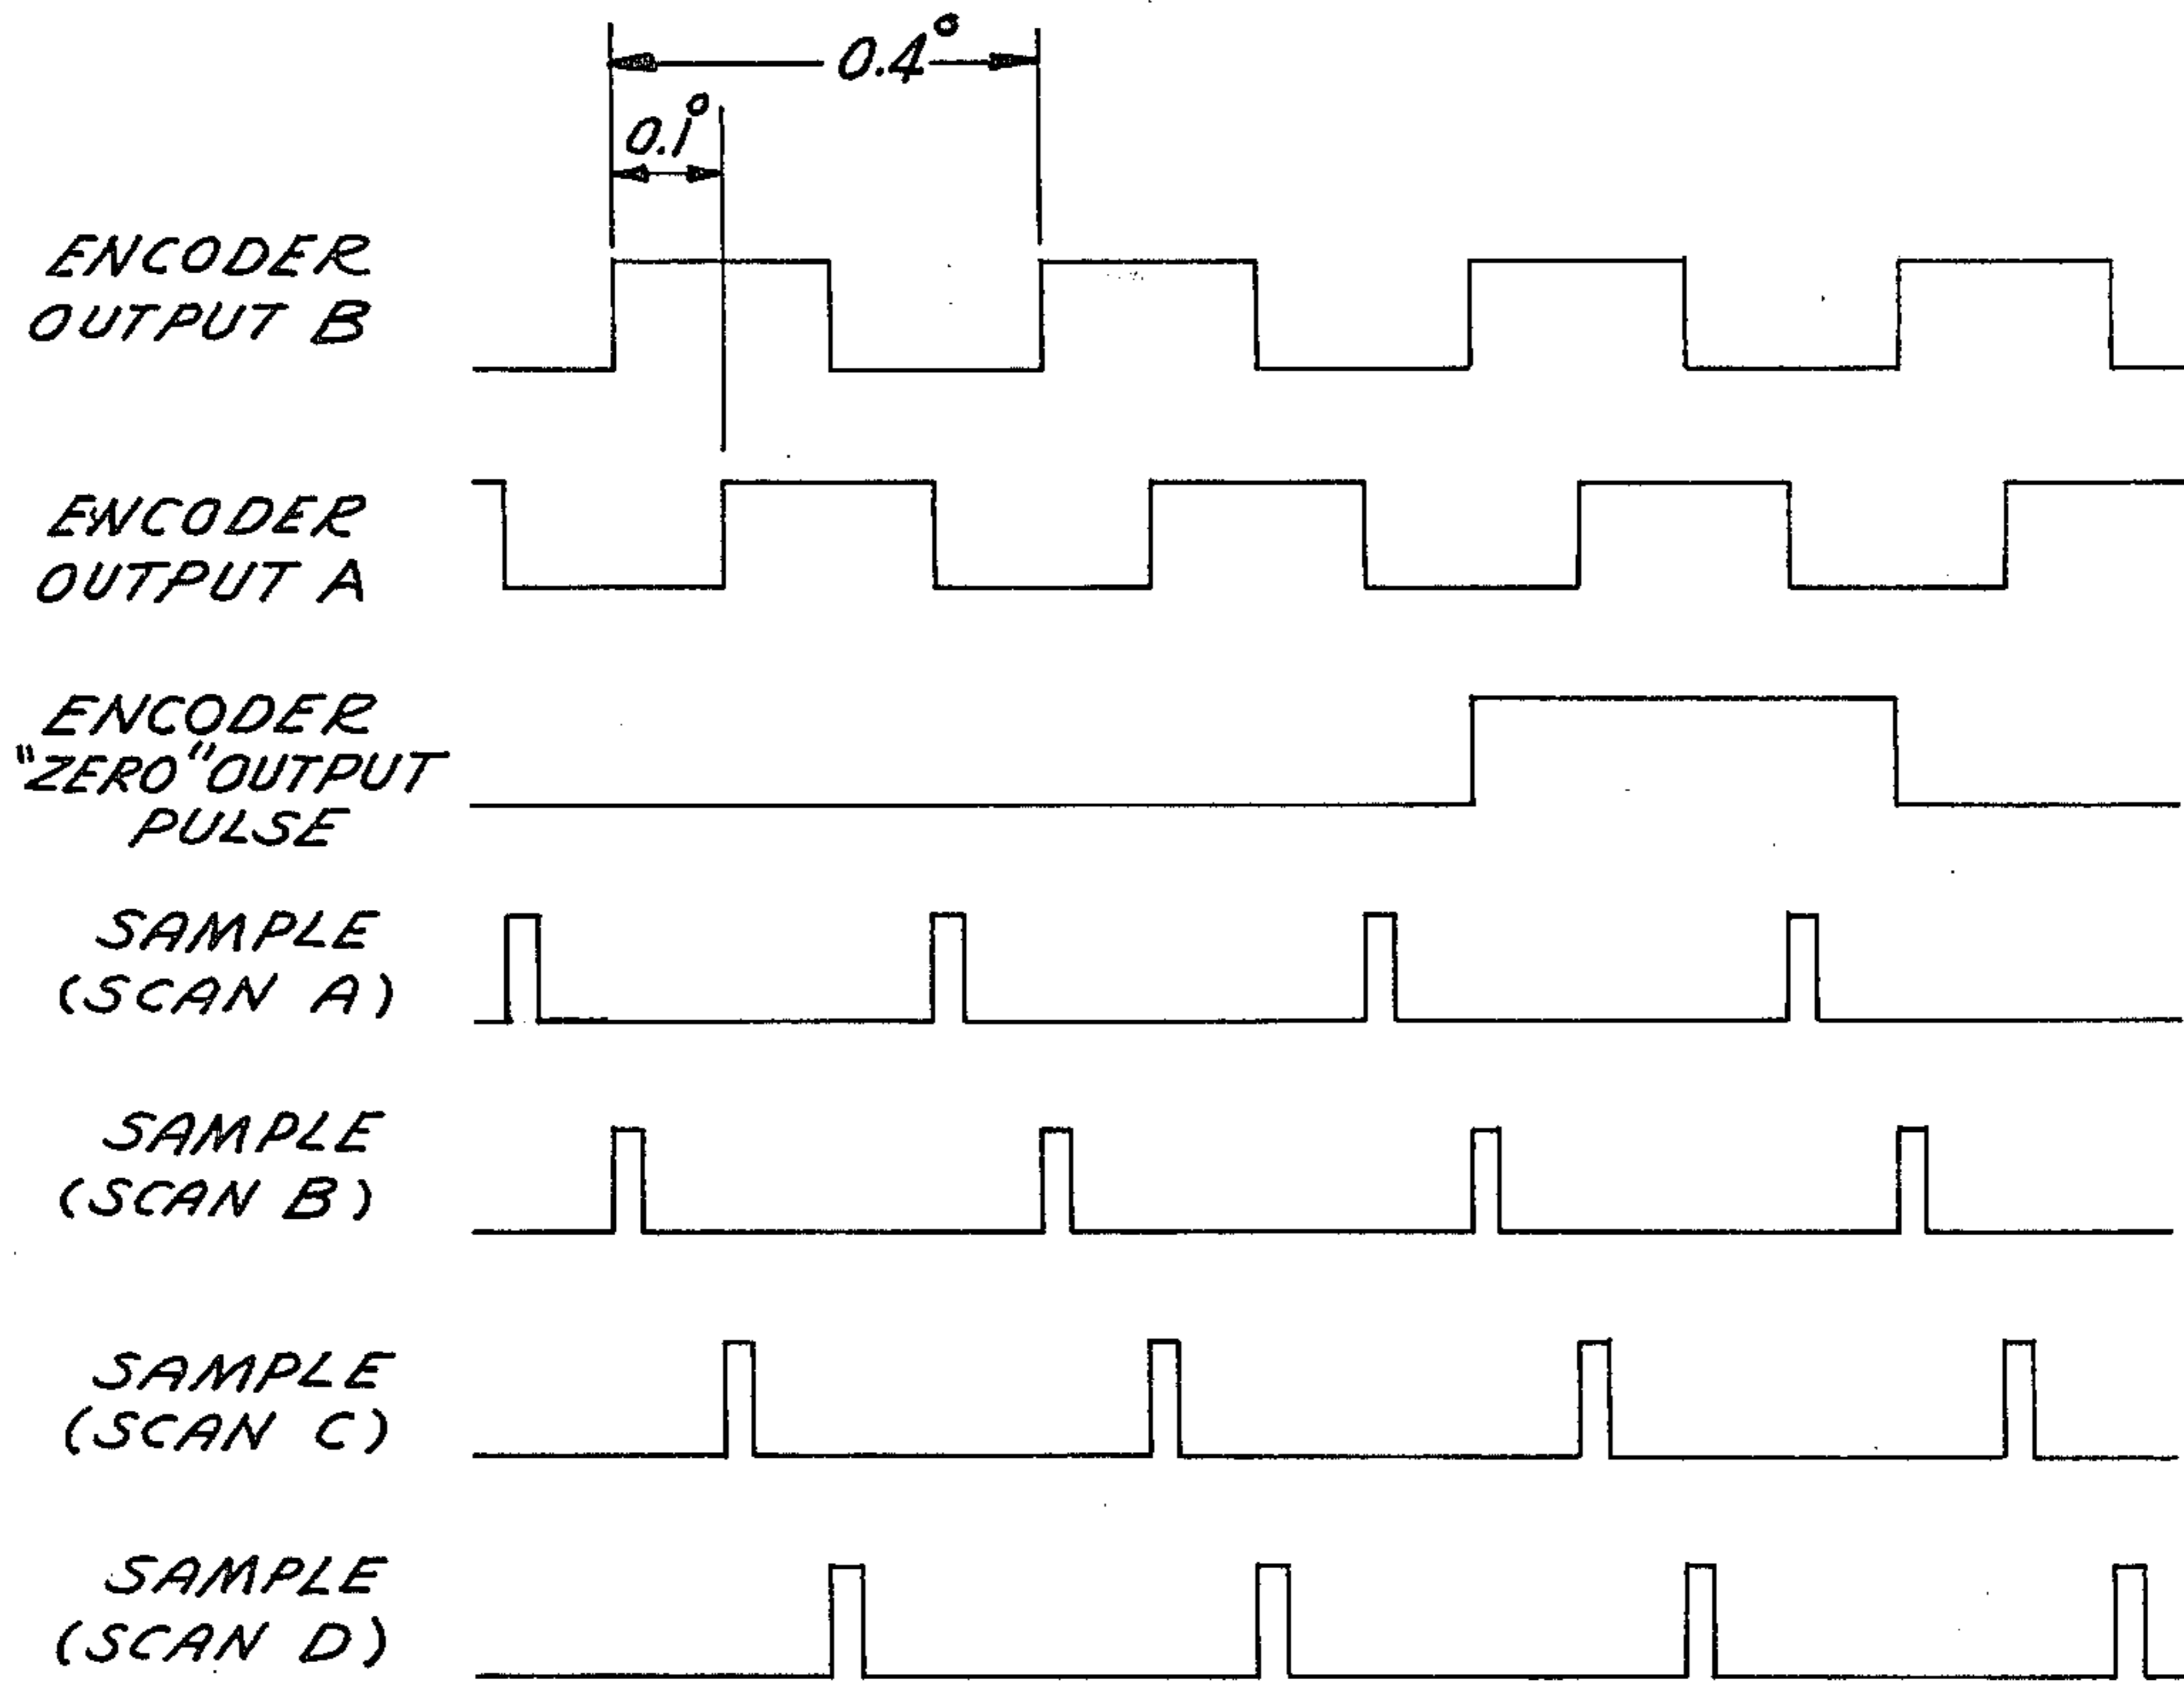 0.4°
0.1°
ENCODER
OUTPUT B
ENCODER
OUTPUT A
ENCODER
"ZERO" OUTPUT
PULSE
SAMPLE
(SCAN A)
SAMPLE
(SCAN B)
SAMPLE
(SCAN C)
SAMPLE
(SCAN D)